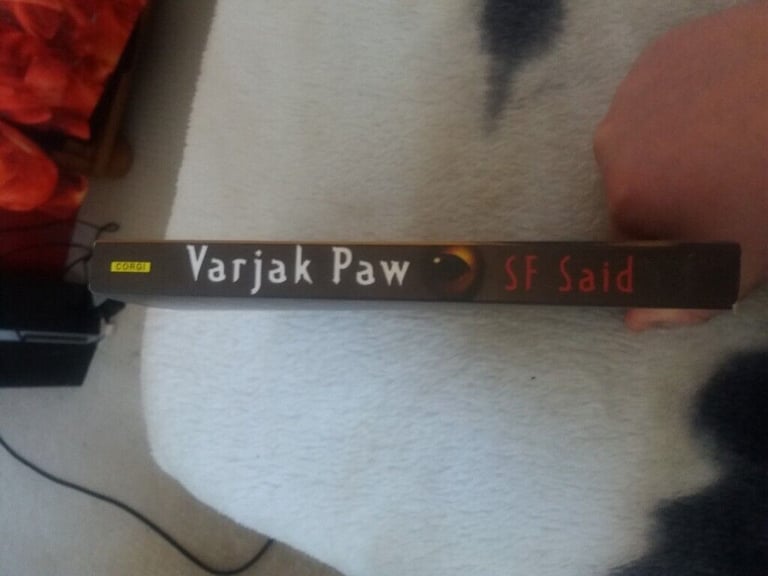 CORGI
Varjak Paw
SF Said